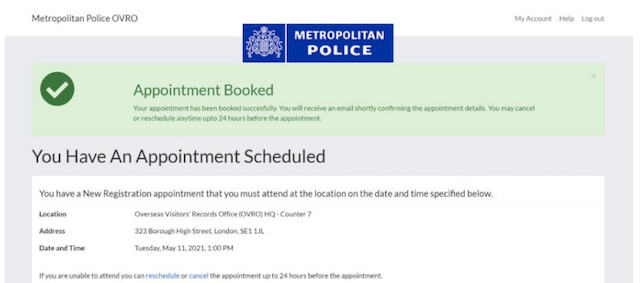 Metropolitan Police OVRO
My Account Help Log out
METROPOLITAN
POLICE
Appointment Booked
×
Your appointment has been booked succesfully. You will receive an email shortly confirming the appointment details. You may cancel
or reschedule anytime upto 24 hours before the appointment.
You Have An Appointment Scheduled
You have a New Registration appointment that you must attend at the location on the date and time specified below.
Location Overseas Visitors' Records Office (OVRO) HQ - Counter 7
Address 323 Borough High Street, London, SE1 1JL
Date and Time Tuesday, May 11, 2021, 1:00 PM
If you are unable to attend you can reschedule or cancel the appointment up to 24 hours before the appointment.